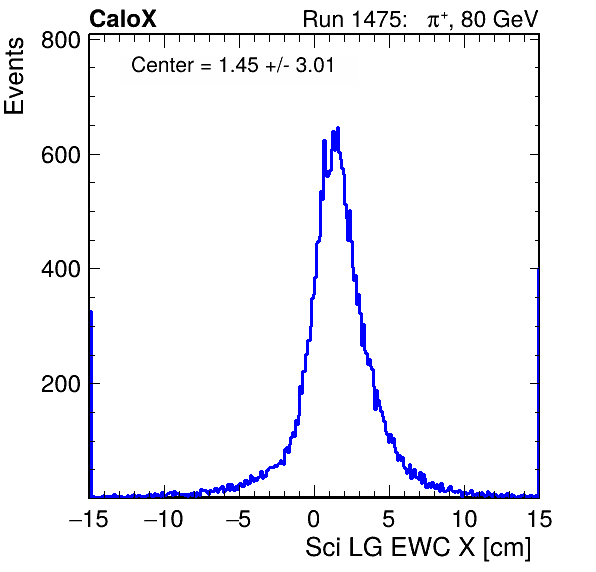 CaloX
Run 1475: π⁺, 80 GeV
Events
Center = 1.45 +/- 3.01
800
600
400
200
−15 −10 −5 0 5 10 15
Sci LG EWC X [cm]